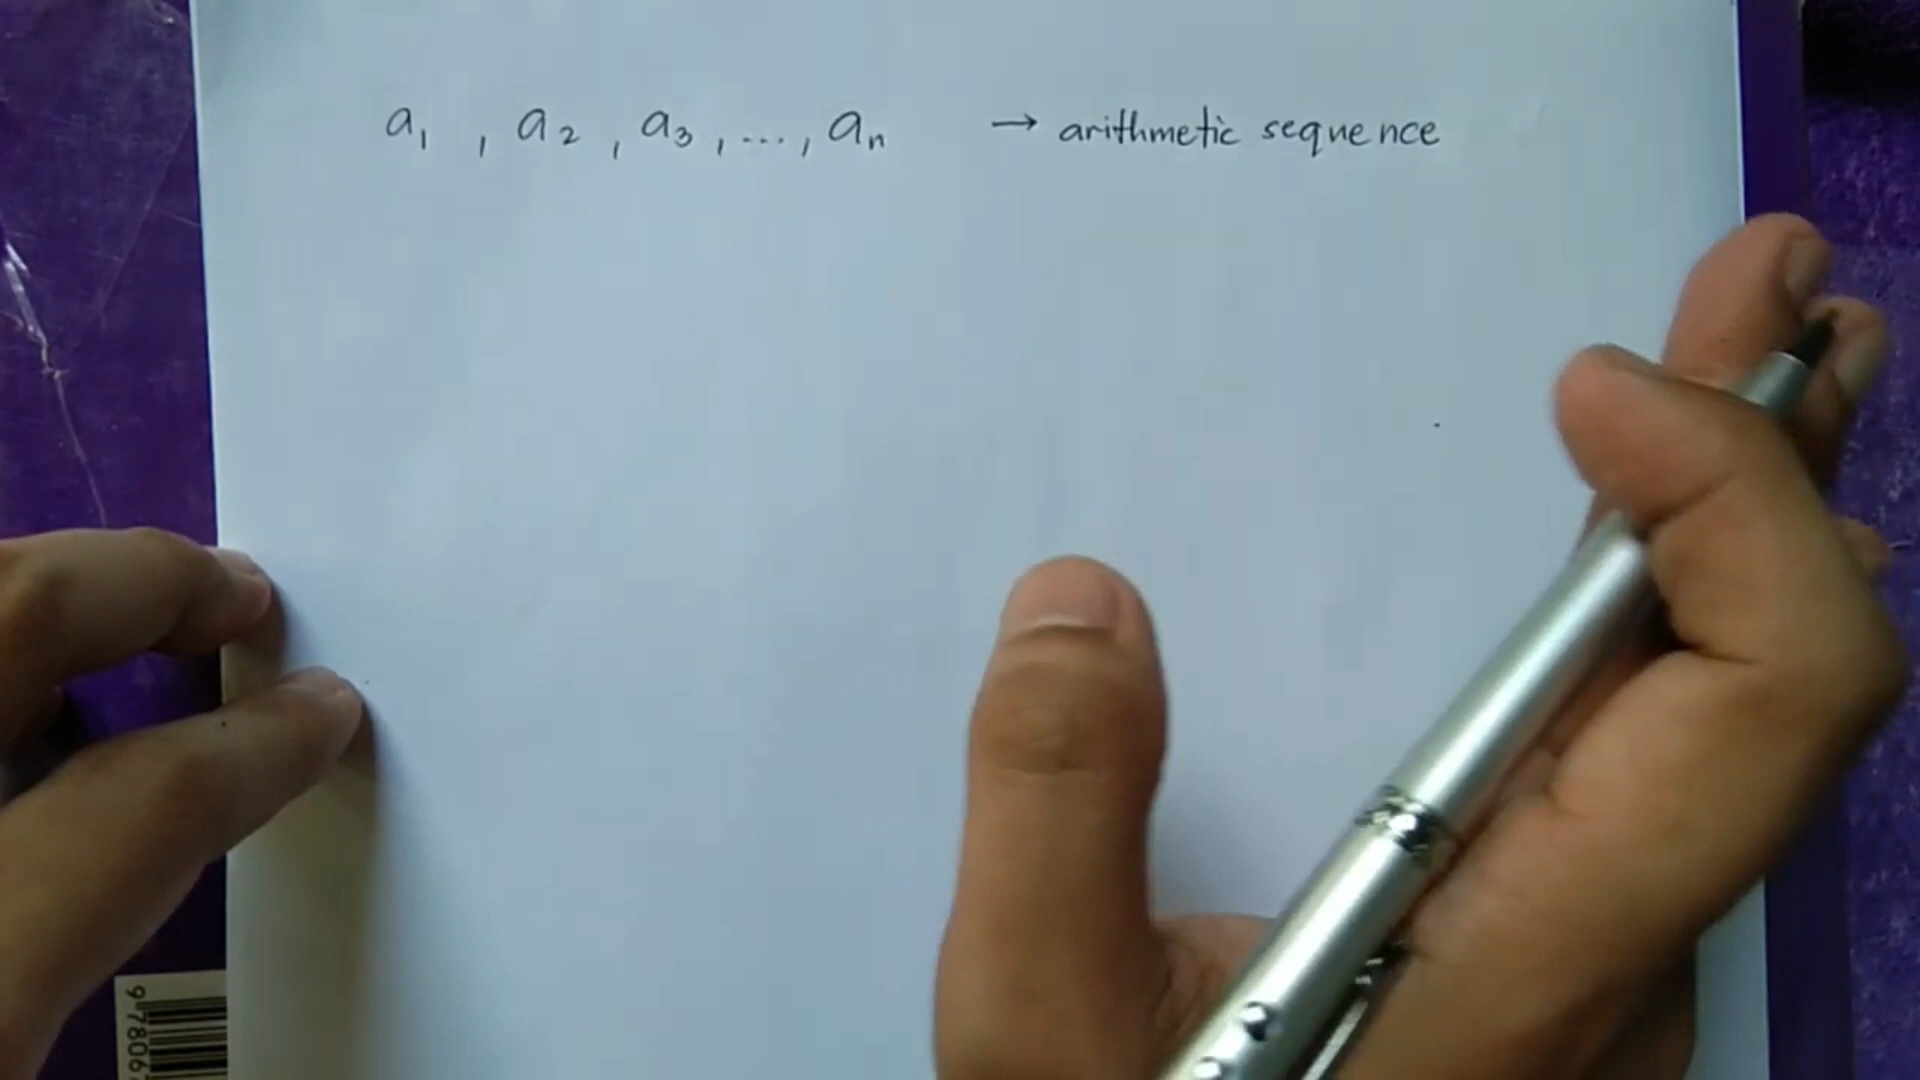 a₁ , a₂ , a₃ , ... , aₙ → arithmetic sequence